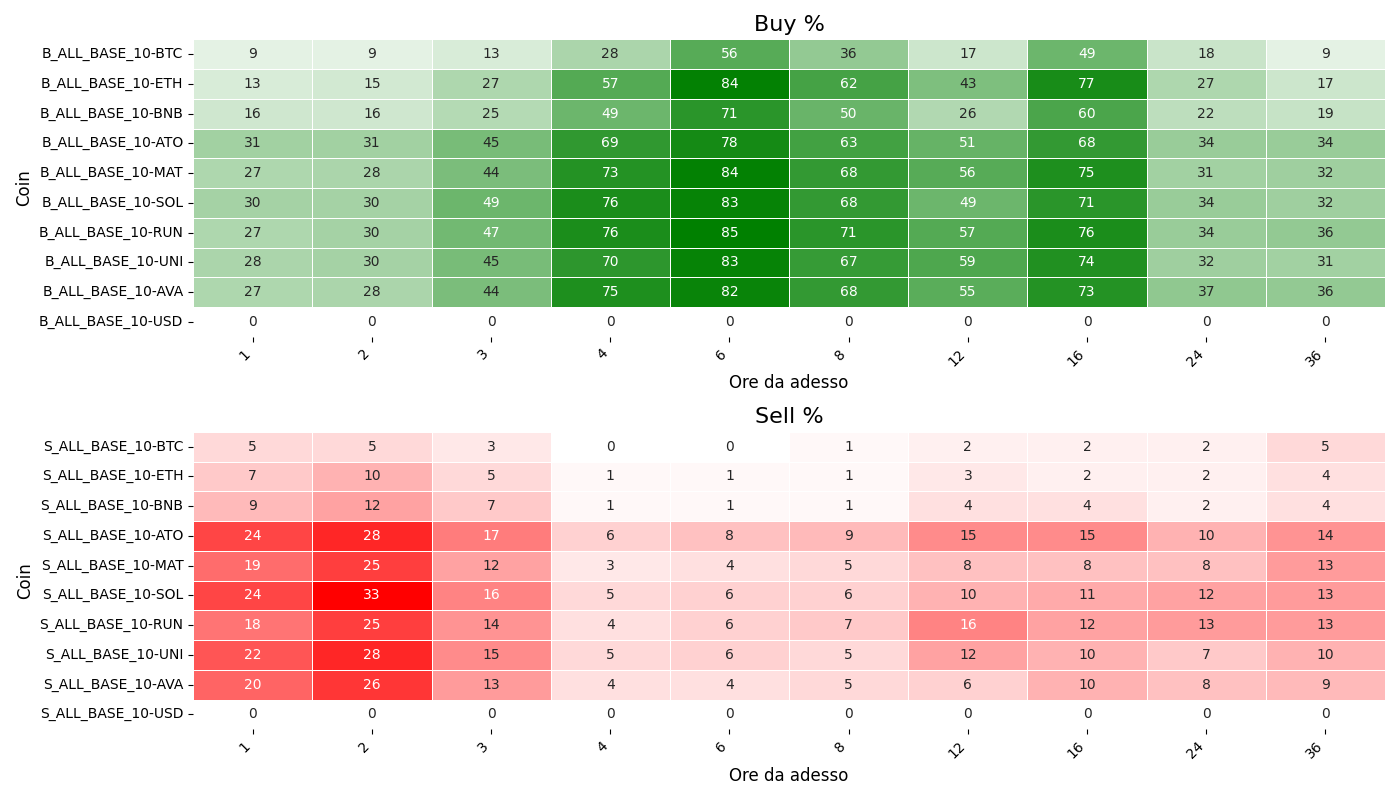 Buy %
Coin
B_ALL_BASE_10-BTC 9 9 13 28 56 36 17 49 18 9
B_ALL_BASE_10-ETH 13 15 27 57 84 62 43 77 27 17
B_ALL_BASE_10-BNB 16 16 25 49 71 50 26 60 22 19
B_ALL_BASE_10-ATO 31 31 45 69 78 63 51 68 34 34
B_ALL_BASE_10-MAT 27 28 44 73 84 68 56 75 31 32
B_ALL_BASE_10-SOL 30 30 49 76 83 68 49 71 34 32
B_ALL_BASE_10-RUN 27 30 47 76 85 71 57 76 34 36
B_ALL_BASE_10-UNI 28 30 45 70 83 67 59 74 32 31
B_ALL_BASE_10-AVA 27 28 44 75 82 68 55 73 37 36
B_ALL_BASE_10-USD 0 0 0 0 0 0 0 0 0 0
1 2 3 4 6 8 12 16 24 36
Ore da adesso
Sell %
Coin
S_ALL_BASE_10-BTC 5 5 3 0 0 1 2 2 2 5
S_ALL_BASE_10-ETH 7 10 5 1 1 1 3 2 2 4
S_ALL_BASE_10-BNB 9 12 7 1 1 1 4 4 2 4
S_ALL_BASE_10-ATO 24 28 17 6 8 9 15 15 10 14
S_ALL_BASE_10-MAT 19 25 12 3 4 5 8 8 8 13
S_ALL_BASE_10-SOL 24 33 16 5 6 6 10 11 12 13
S_ALL_BASE_10-RUN 18 25 14 4 6 7 16 12 13 13
S_ALL_BASE_10-UNI 22 28 15 5 6 5 12 10 7 10
S_ALL_BASE_10-AVA 20 26 13 4 4 5 6 10 8 9
S_ALL_BASE_10-USD 0 0 0 0 0 0 0 0 0 0
1 2 3 4 6 8 12 16 24 36
Ore da adesso